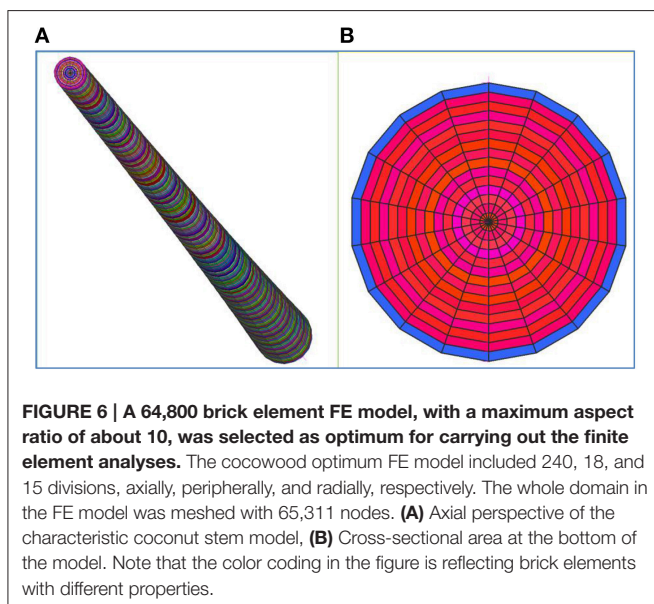 A
B
FIGURE 6 | A 64,800 brick element FE model, with a maximum aspect
ratio of about 10, was selected as optimum for carrying out the finite
element analyses. The cocowood optimum FE model included 240, 18, and
15 divisions, axially, peripherally, and radially, respectively. The whole domain in
the FE model was meshed with 65,311 nodes. (A) Axial perspective of the
characteristic coconut stem model, (B) Cross-sectional area at the bottom of
the model. Note that the color coding in the figure is reflecting brick elements
with different properties.